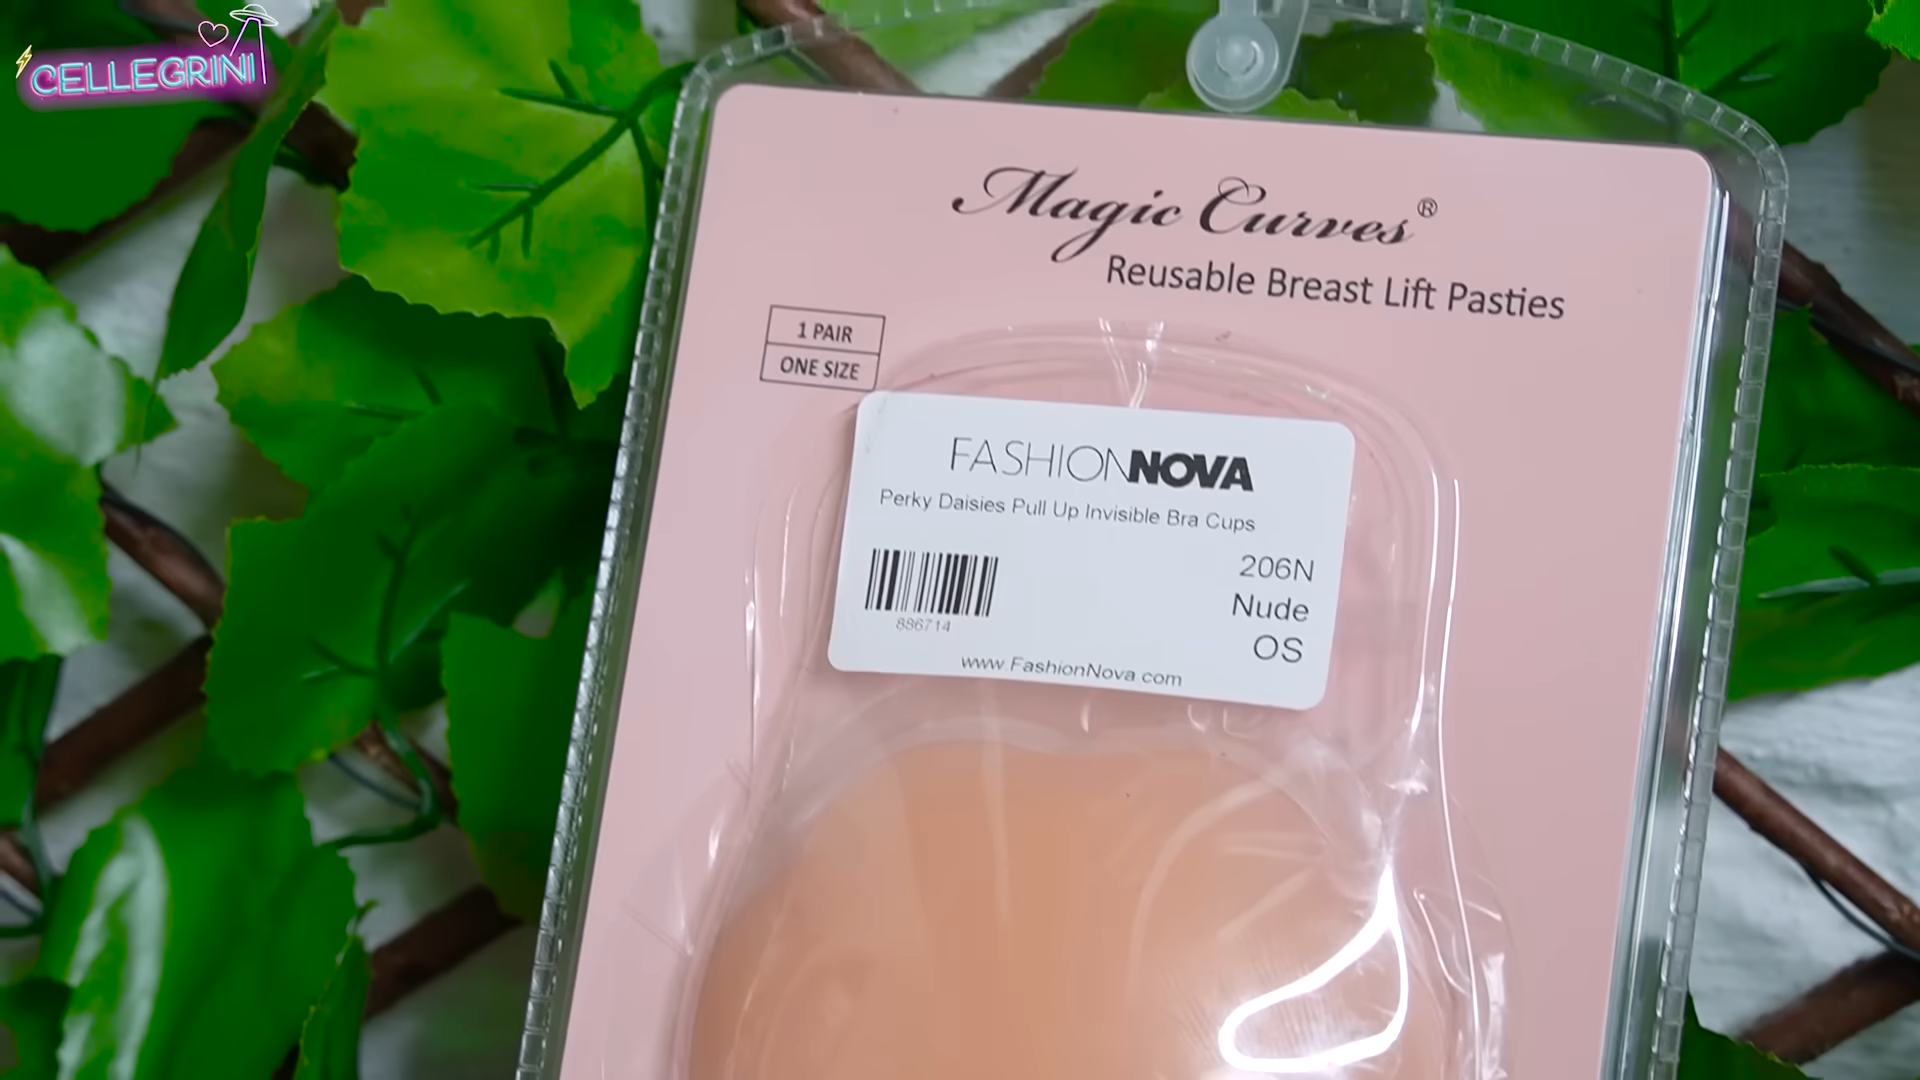 CELLEGRINI
Magic Curves®
Reusable Breast Lift Pasties
1 PAIR
ONE SIZE
FASHIONNOVA
Perky Daisies Pull Up Invisible Bra Cups
206N
Nude
OS
886714
www.FashionNova.com